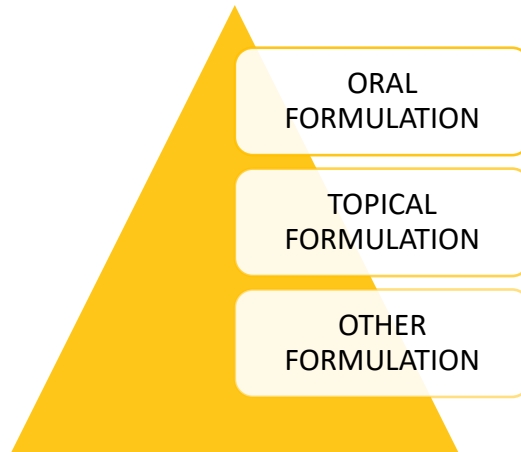 ORAL
FORMULATION
TOPICAL
FORMULATION
OTHER
FORMULATION